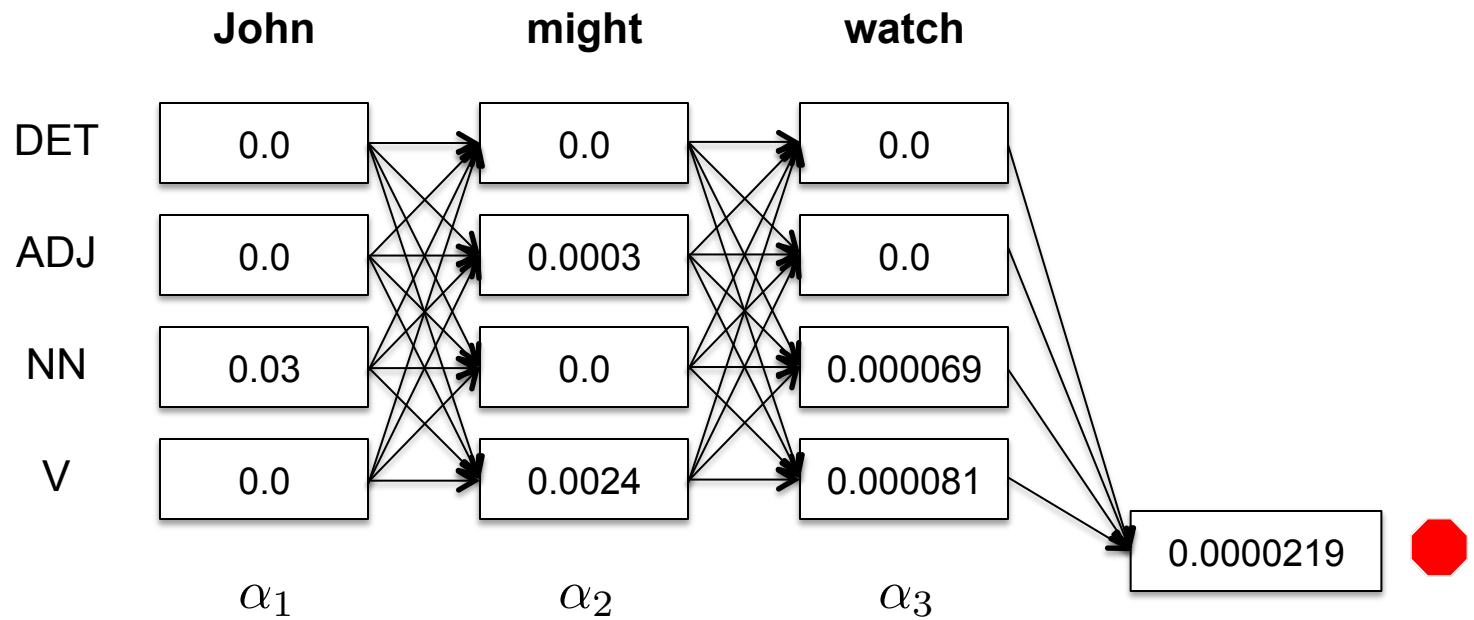 John might watch
DET 0.0 0.0 0.0
ADJ 0.0 0.0003 0.0
NN 0.03 0.0 0.000069
V 0.0 0.0024 0.000081
0.0000219
α₁ α₂ α₃